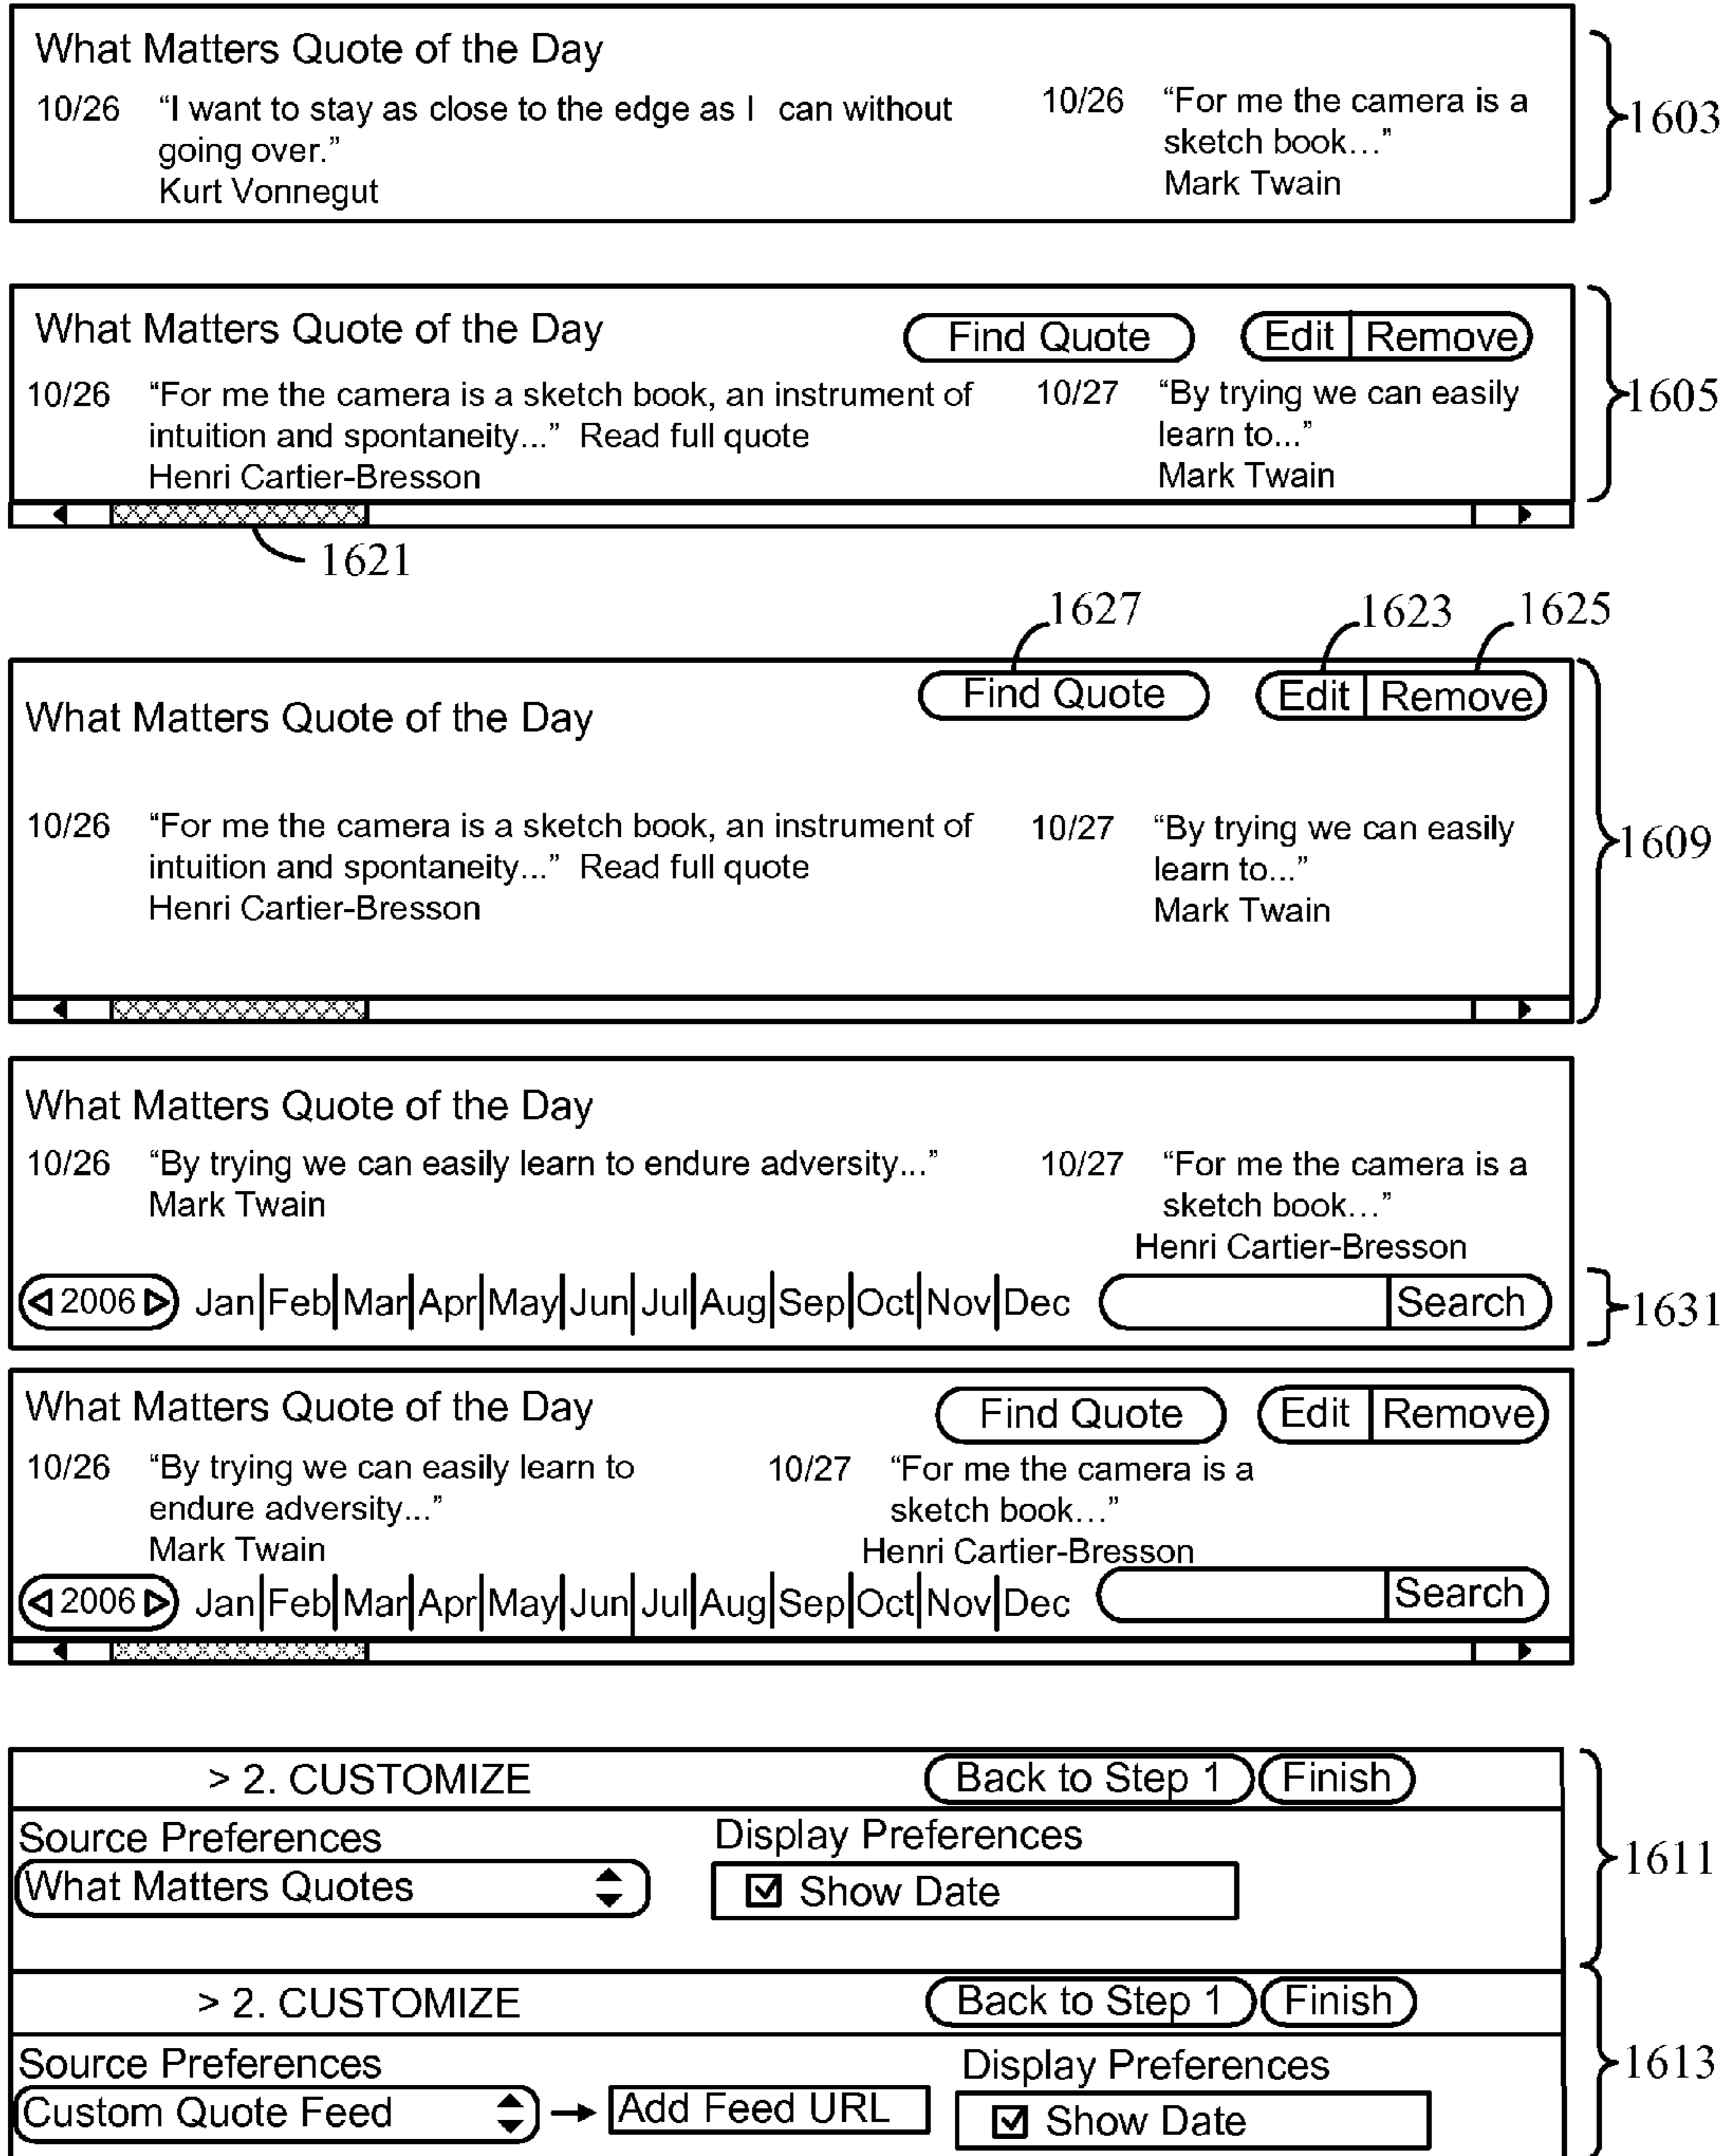 What Matters Quote of the Day
10/26 “I want to stay as close to the edge as I can without
going over.”
Kurt Vonnegut
10/26 “For me the camera is a
sketch book...”
Mark Twain
1603
What Matters Quote of the Day
Find Quote
Edit Remove
10/26 “For me the camera is a sketch book, an instrument of
intuition and spontaneity...” Read full quote
Henri Cartier-Bresson
10/27 “By trying we can easily
learn to...”
Mark Twain
1605
1621
1627
1623
1625
What Matters Quote of the Day
Find Quote
Edit Remove
10/26 “For me the camera is a sketch book, an instrument of
intuition and spontaneity...” Read full quote
Henri Cartier-Bresson
10/27 “By trying we can easily
learn to...”
Mark Twain
1609
What Matters Quote of the Day
10/26 “By trying we can easily learn to endure adversity...”
Mark Twain
10/27 “For me the camera is a
sketch book...”
Henri Cartier-Bresson
2006 Jan Feb Mar Apr May Jun Jul Aug Sep Oct Nov Dec Search
1631
What Matters Quote of the Day
Find Quote
Edit Remove
10/26 “By trying we can easily learn to
endure adversity...”
Mark Twain
10/27 “For me the camera is a
sketch book...”
Henri Cartier-Bresson
2006 Jan Feb Mar Apr May Jun Jul Aug Sep Oct Nov Dec Search
> 2. CUSTOMIZE
Back to Step 1 Finish
Source Preferences
What Matters Quotes
Display Preferences
Show Date
1611
> 2. CUSTOMIZE
Back to Step 1 Finish
Source Preferences
Custom Quote Feed
Add Feed URL
Display Preferences
Show Date
1613